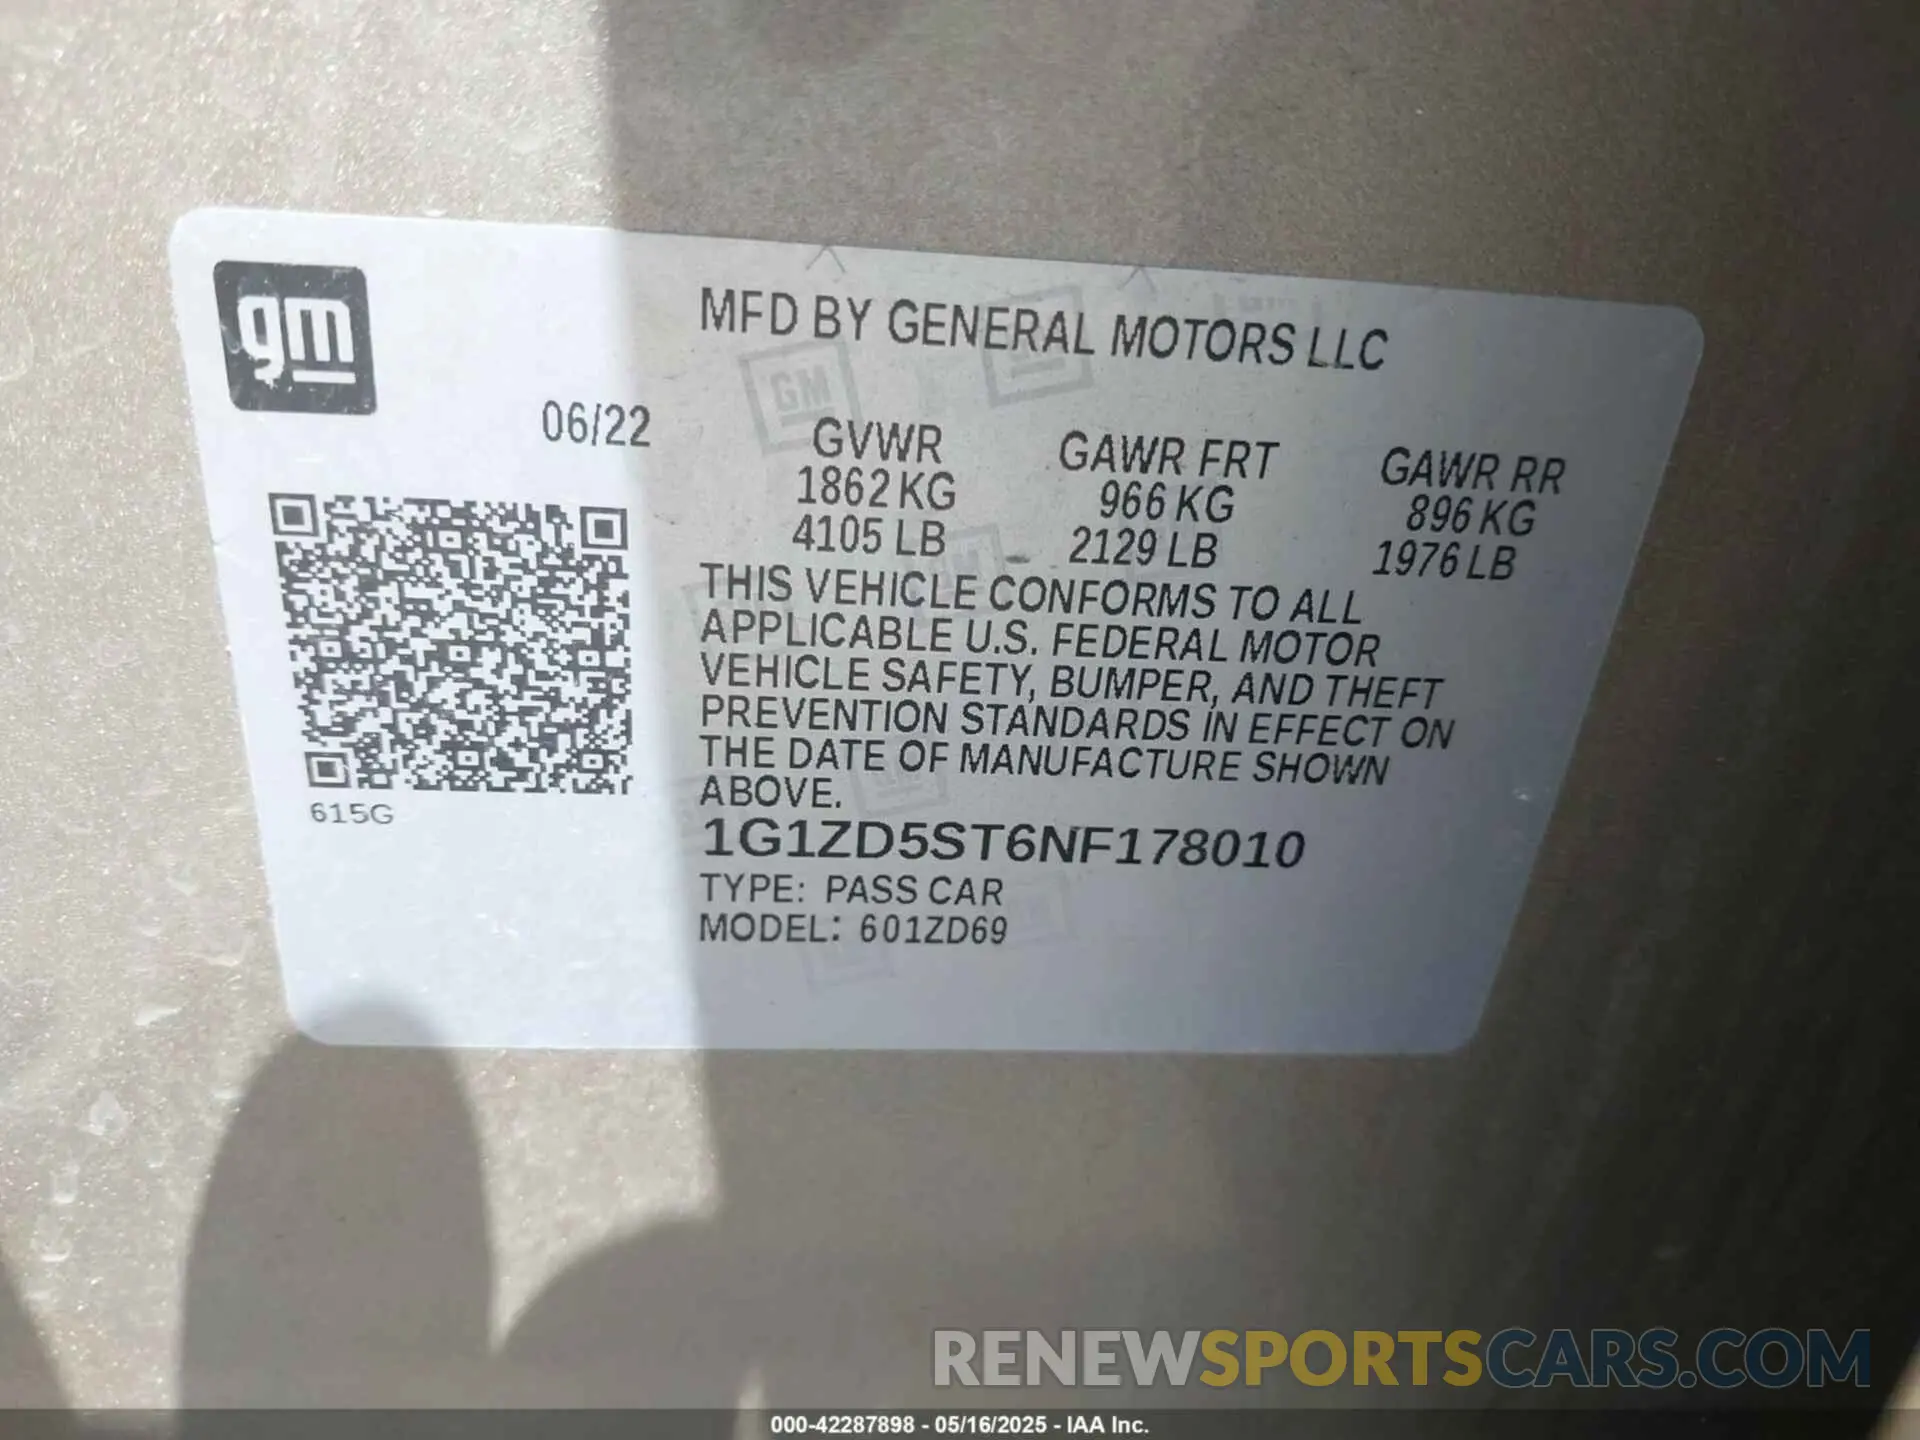 gm
MFD BY GENERAL MOTORS LLC
06/22
GVWR GAWR FRT GAWR RR
1862 KG 966 KG 896 KG
4105 LB 2129 LB 1976 LB
THIS VEHICLE CONFORMS TO ALL
APPLICABLE U.S. FEDERAL MOTOR
VEHICLE SAFETY, BUMPER, AND THEFT
PREVENTION STANDARDS IN EFFECT ON
THE DATE OF MANUFACTURE SHOWN
ABOVE.
615G
1G1ZD5ST6NF178010
TYPE: PASS CAR
MODEL: 601ZD69
GM
RENEWSPORTSCARS.COM
000-42287898 - 05/16/2025 - IAA Inc.